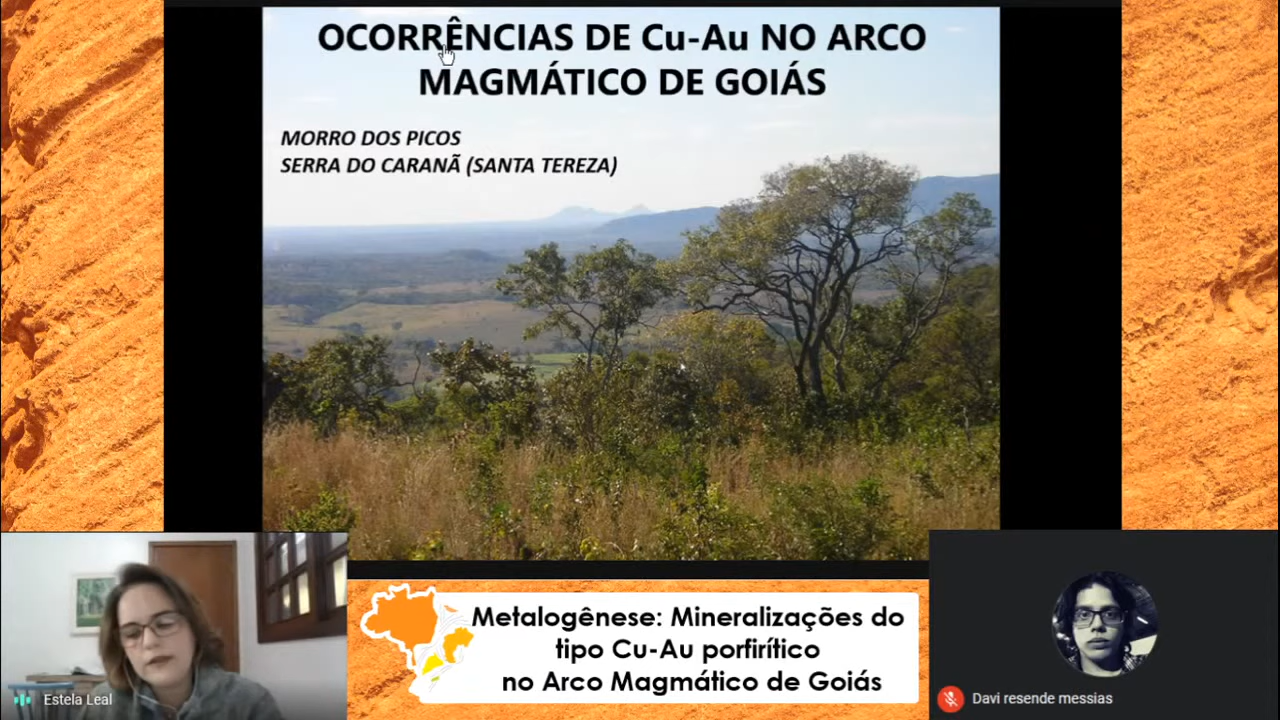 OCORRÊNCIAS DE Cu-Au NO ARCO
MAGMÁTICO DE GOIÁS
MORRO DOS PICOS
SERRA DO CARANÃ (SANTA TEREZA)
Estela Leal
Metalogênese: Mineralizações do
tipo Cu-Au porfirítico
no Arco Magmático de Goiás
Davi resende messias